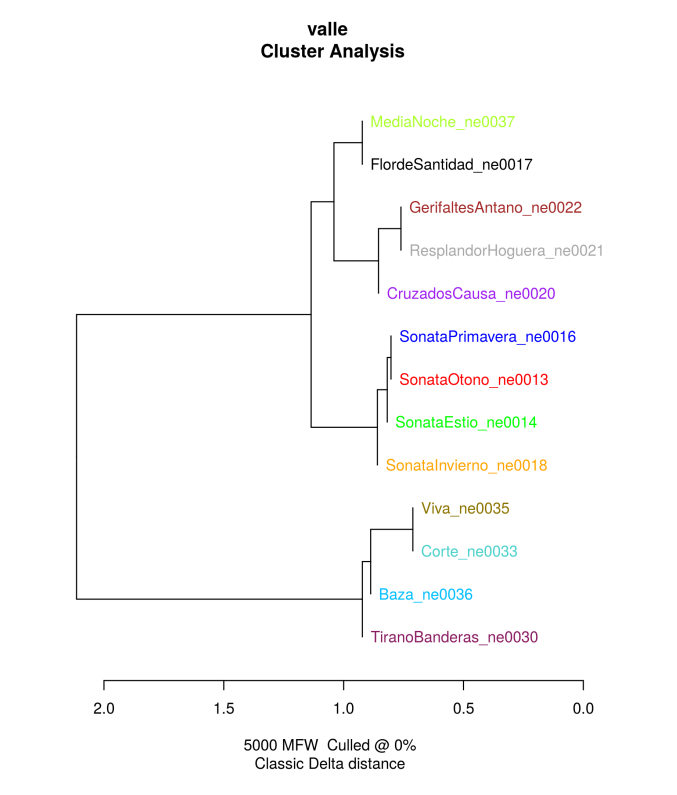 valle
Cluster Analysis
MediaNoche_ne0037
FlordeSantidad_ne0017
GerifaltesAntano_ne0022
ResplandorHoguera_ne0021
CruzadosCausa_ne0020
SonataPrimavera_ne0016
SonataOtono_ne0013
SonataEstio_ne0014
SonataInvierno_ne0018
Viva_ne0035
Corte_ne0033
Baza_ne0036
TiranoBanderas_ne0030
2.0 1.5 1.0 0.5 0.0
5000 MFW Culled @ 0%
Classic Delta distance